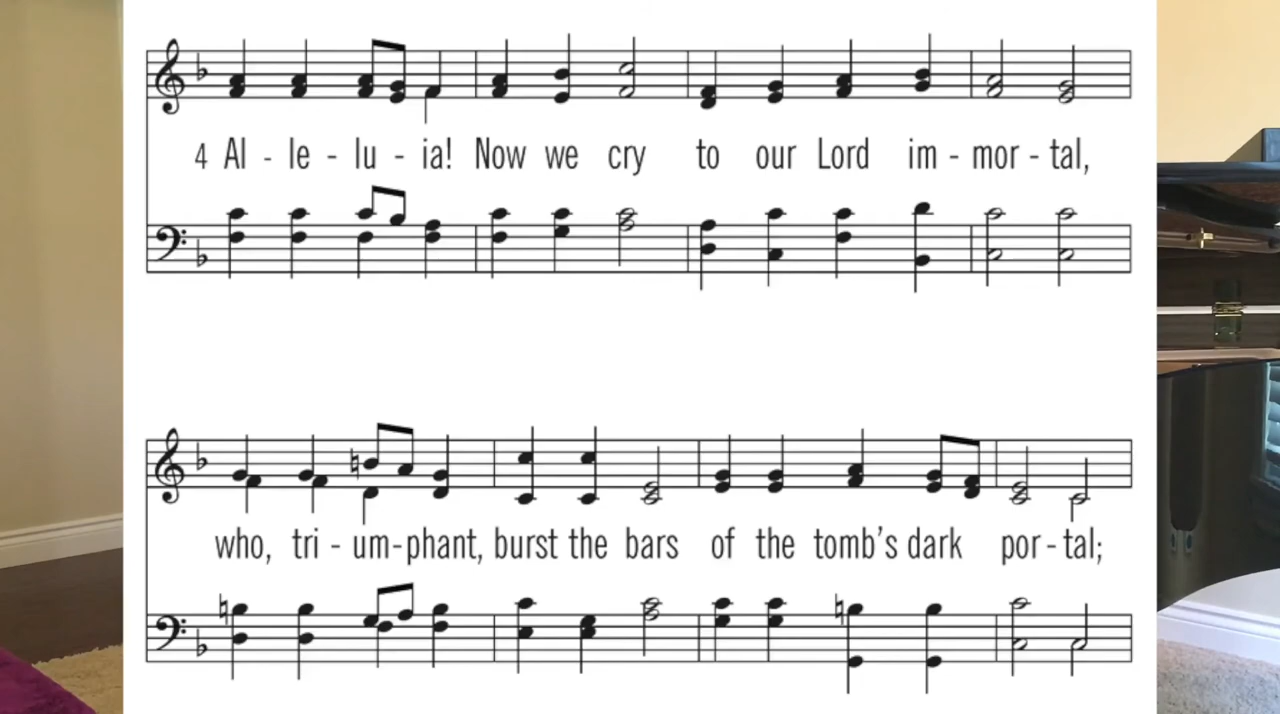 4 Al - le - lu - ia! Now we cry to our Lord im - mor - tal,
who, tri - um - phant, burst the bars of the tomb's dark por - tal;